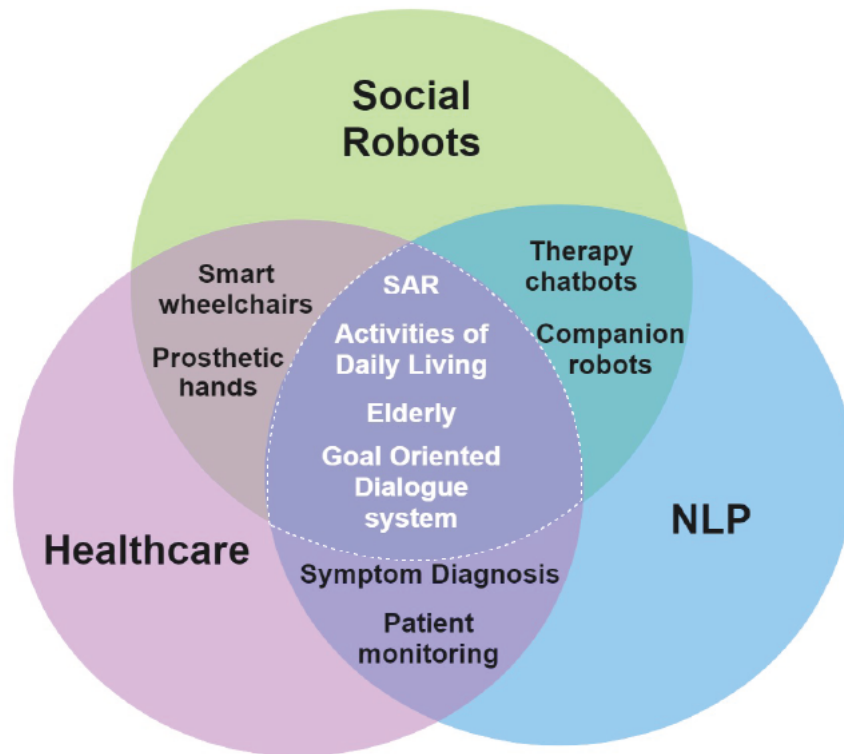 Social
Robots
Smart
wheelchairs
Prosthetic
hands
SAR
Activities of
Daily Living
Elderly
Goal Oriented
Dialogue
system
Therapy
chatbots
Companion
robots
Healthcare
NLP
Symptom Diagnosis
Patient
monitoring